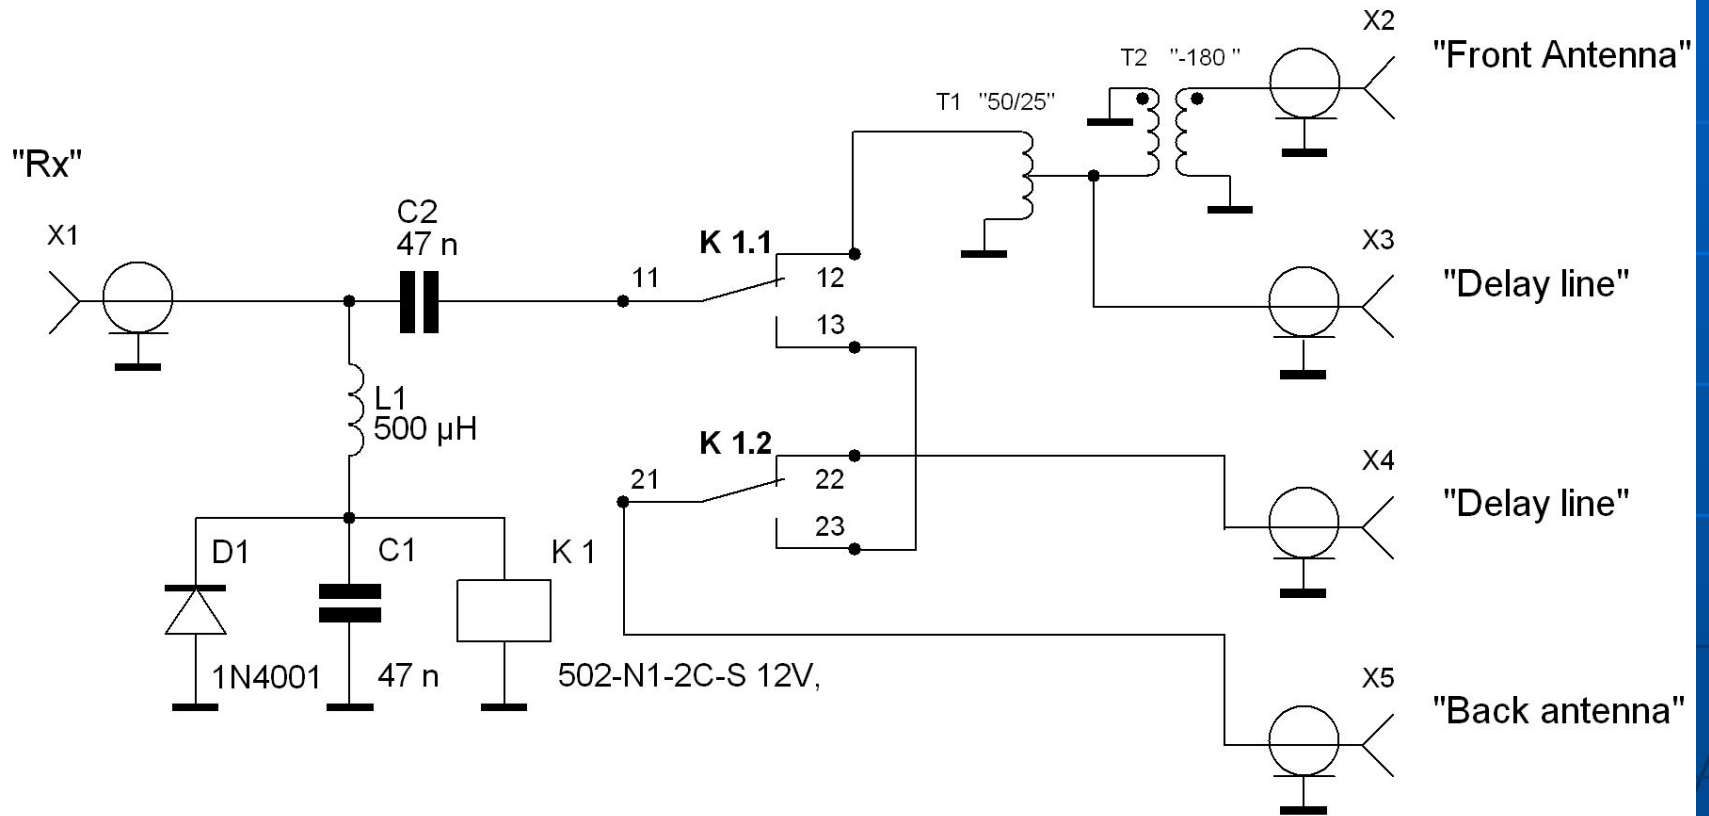 X2
"Front Antenna"
T2 "-180 "
T1 "50/25"
"Rx"
X1
C2
47 n
K 1.1
11
12
13
X3
"Delay line"
L1
500 µH
K 1.2
21
22
23
X4
"Delay line"
D1
C1
K 1
1N4001
47 n
502-N1-2C-S 12V,
X5
"Back antenna"